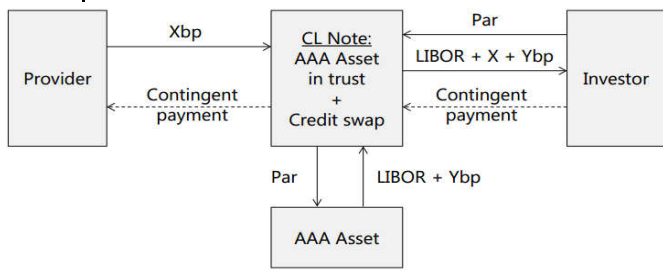 Xbp
Par
CL Note:
AAA Asset
in trust
+
Credit swap
LIBOR + X + Ybp
Provider
Investor
Contingent
payment
Contingent
payment
Par
LIBOR + Ybp
AAA Asset